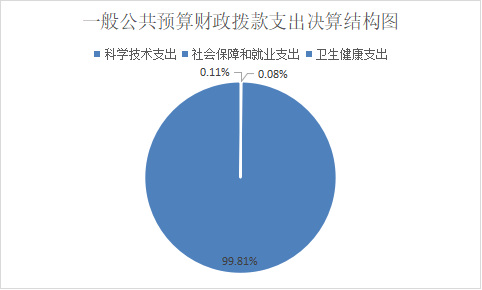 一般公共预算财政拨款支出决算结构图
科学技术支出 社会保障和就业支出 卫生健康支出
0.11% 0.08%
99.81%